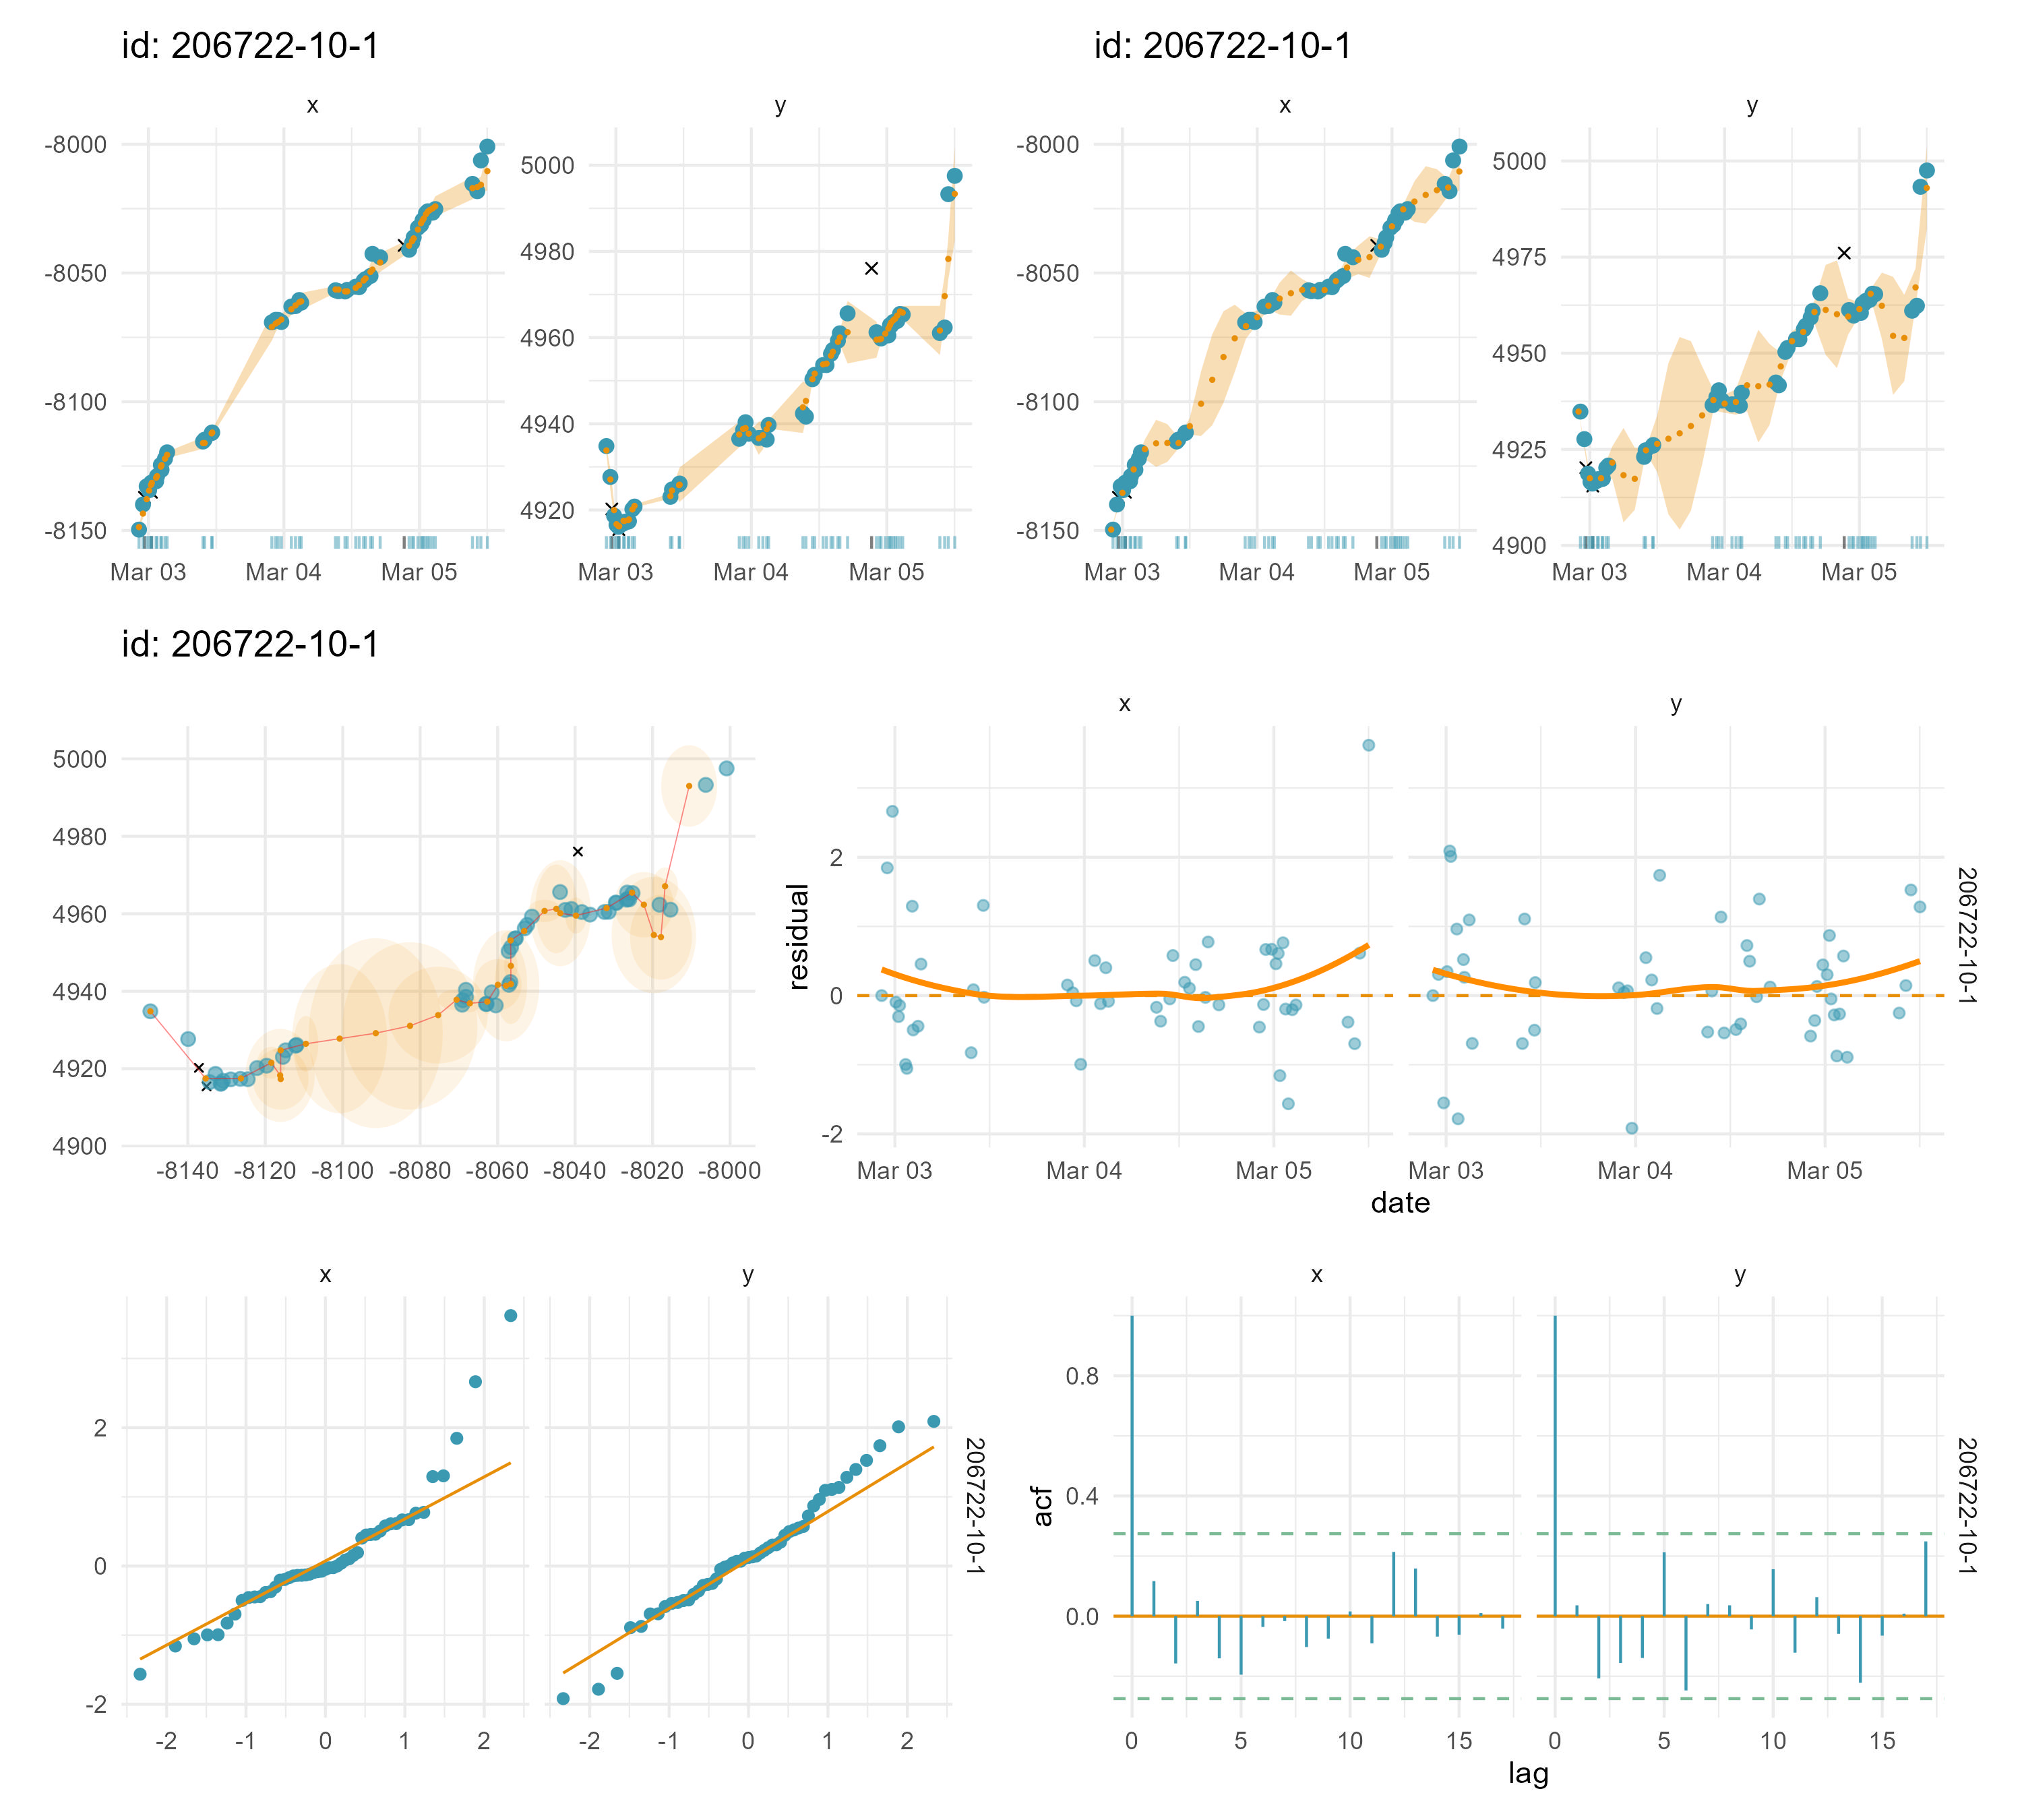 id: 206722-10-1
id: 206722-10-1
x
y
x
y
-8000
-8050
-8100
-8150
5000
4980
4960
4940
4920
-8000
-8050
-8100
-8150
5000
4975
4950
4925
4900
Mar 03 Mar 04 Mar 05
Mar 03 Mar 04 Mar 05
Mar 03 Mar 04 Mar 05
Mar 03 Mar 04 Mar 05
id: 206722-10-1
5000
4980
4960
4940
4920
4900
-8140 -8120 -8100 -8080 -8060 -8040 -8020 -8000
x
y
residual
2
0
-2
206722-10-1
Mar 03 Mar 04 Mar 05
Mar 03 Mar 04 Mar 05
date
x
y
2
0
-2
206722-10-1
-2 -1 0 1 2
-2 -1 0 1 2
x
y
acf
0.8
0.4
0.0
206722-10-1
0 5 10 15
0 5 10 15
lag